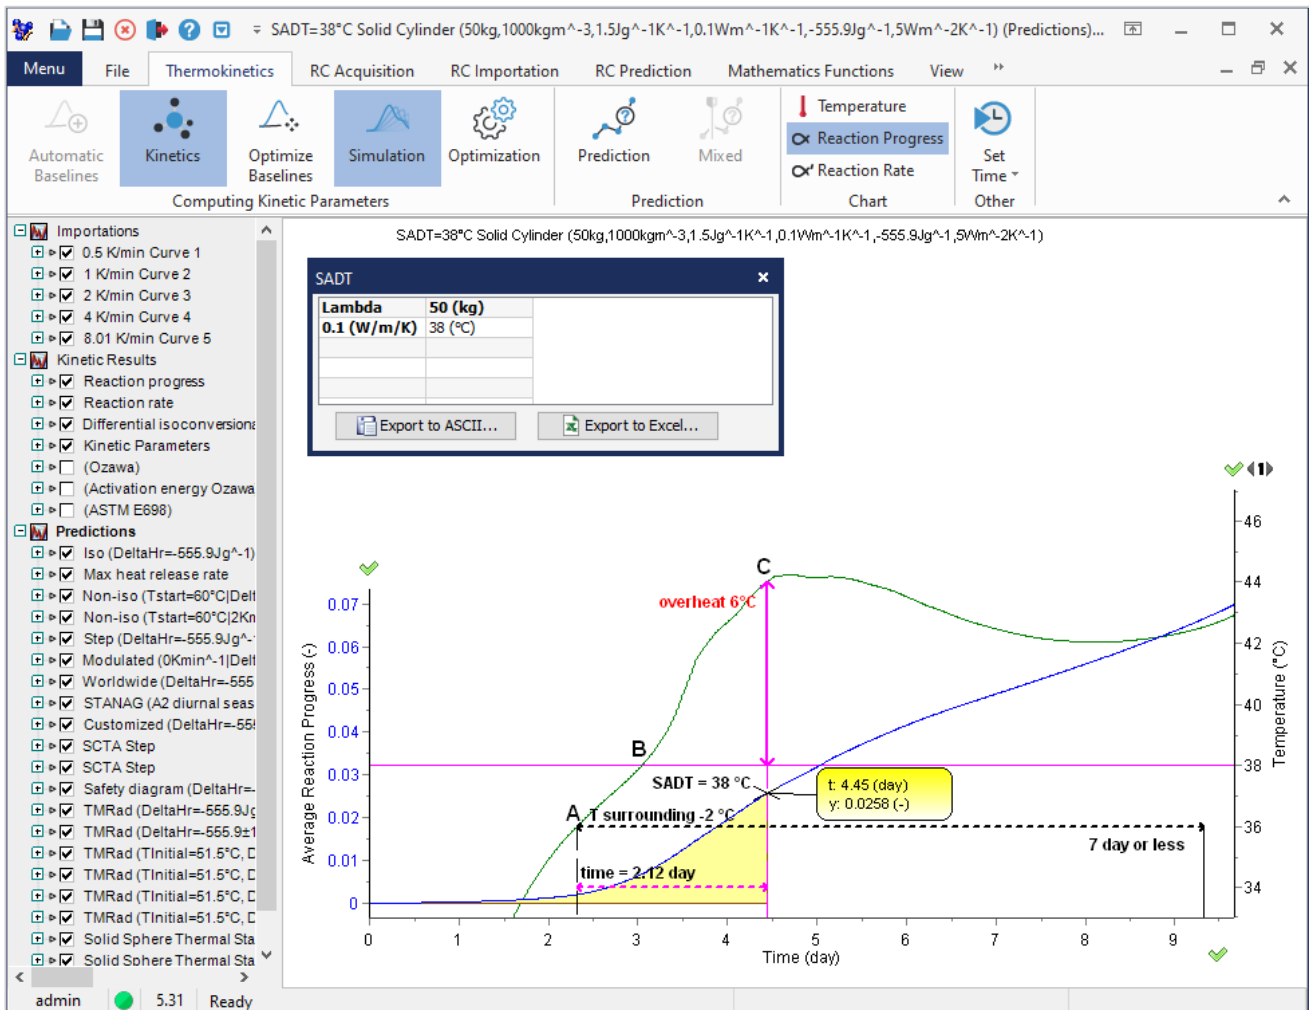 SADT=38°C Solid Cylinder (50kg,1000kgm^-3,1.5Jg^-1K^-1,0.1Wm^-1K^-1,-555.9Jg^-1,5Wm^-2K^-1) (Predictions)...
Menu File Thermokinetics RC Acquisition RC Importation RC Prediction Mathematics Functions View
Automatic Baselines
Kinetics
Optimize Baselines
Simulation
Optimization
Prediction
Mixed
Temperature
Reaction Progress
Reaction Rate
Set Time
Computing Kinetic Parameters
Prediction
Chart
Other
Importations
0.5 K/min Curve 1
1 K/min Curve 2
2 K/min Curve 3
4 K/min Curve 4
8.01 K/min Curve 5
Kinetic Results
Reaction progress
Reaction rate
Differential isoconversiona
Kinetic Parameters
(Ozawa)
(Activation energy Ozawa
(ASTM E698)
Predictions
Iso (DeltaHr=-555.9Jg^-1)
Max heat release rate
Non-iso (Tstart=60°C|Delt
Non-iso (Tstart=60°C|2Kn
Step (DeltaHr=-555.9Jg^-
Modulated (0Kmin^-1|Delt
Worldwide (DeltaHr=-555
STANAG (A2 diurnal seas
Customized (DeltaHr=-55
SCTA Step
SCTA Step
Safety diagram (DeltaHr=-
TMRad (DeltaHr=-555.9Jg
TMRad (DeltaHr=-555.9±1
TMRad (TInitial=51.5°C, D
TMRad (TInitial=51.5°C, D
TMRad (TInitial=51.5°C, D
TMRad (TInitial=51.5°C, D
Solid Sphere Thermal Sta
Solid Sphere Thermal Sta
SADT=38°C Solid Cylinder (50kg,1000kgm^-3,1.5Jg^-1K^-1,0.1Wm^-1K^-1,-555.9Jg^-1,5Wm^-2K^-1)
SADT
Lambda 50 (kg)
0.1 (W/m/K) 38 (°C)
Export to ASCII... Export to Excel...
1
Average Reaction Progress (-)
0.07
0.06
0.05
0.04
0.03
0.02
0.01
0
C
overheat 6°C
B
SADT = 38 °C
t: 4.45 (day)
y: 0.0258 (-)
A
T surrounding -2 °C
7 day or less
time = 2.12 day
46
44
42
40
38
36
34
Temperature (°C)
0 1 2 3 4 5 6 7 8 9
Time (day)
admin 5.31 Ready